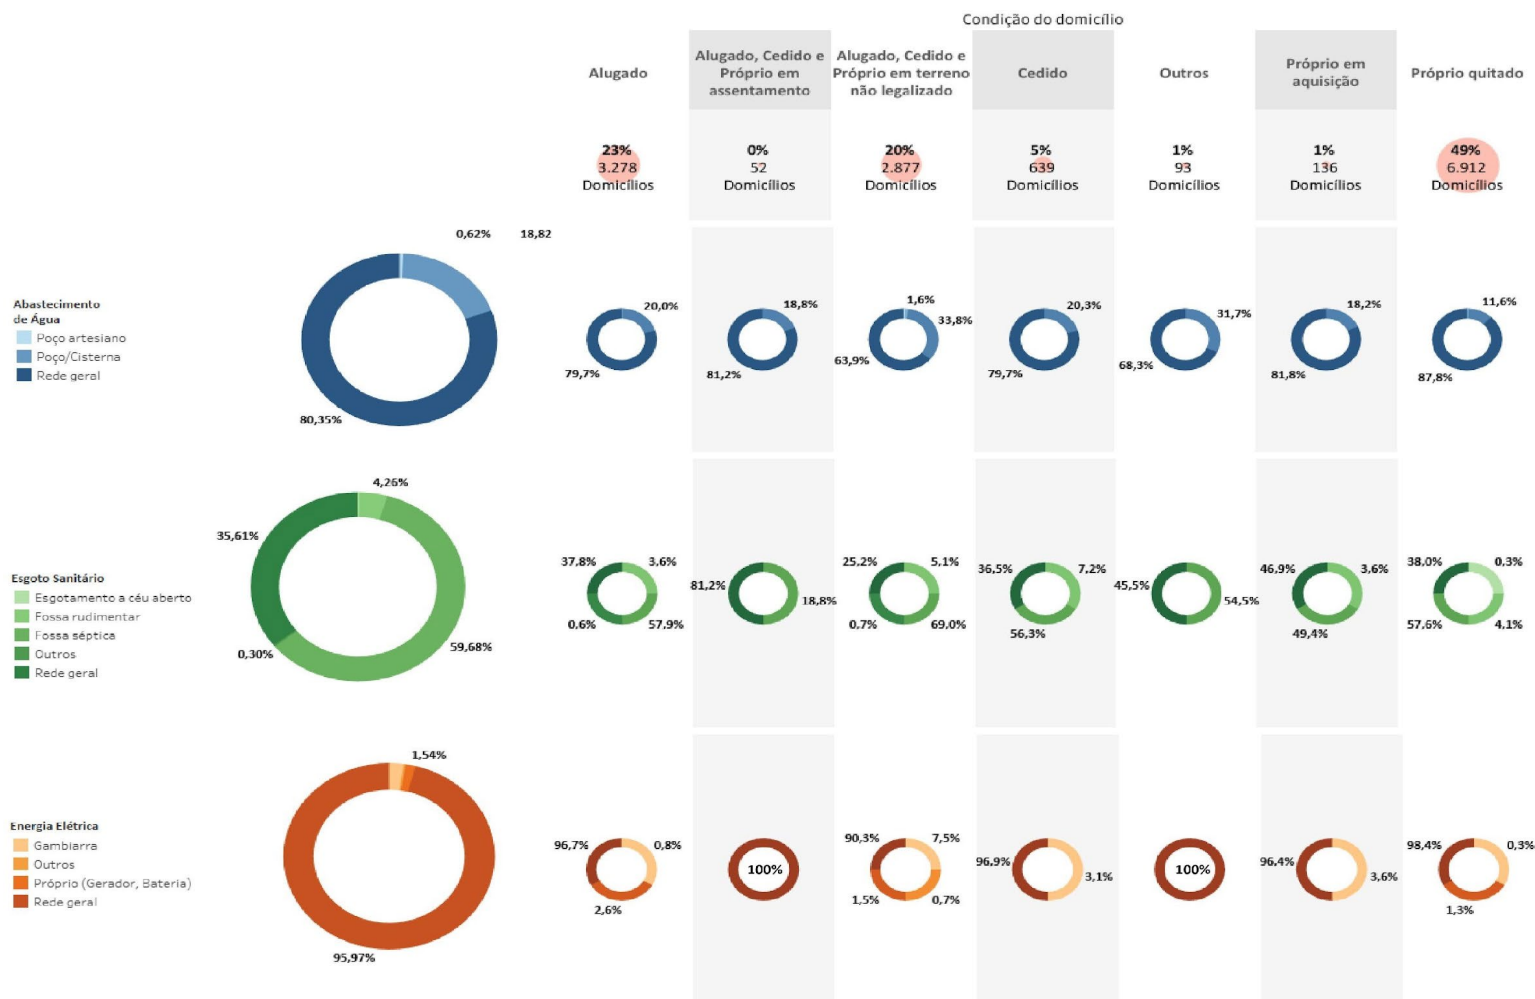 Condição do domicílio
Alugado
Alugado, Cedido e
Próprio em
assentamento
Alugado, Cedido e
Próprio em terreno
não legalizado
Cedido
Outros
Próprio em
aquisição
Próprio quitado
23%
3.278
Domicílios
0%
52
Domicílios
20%
2.877
Domicílios
5%
639
Domicílios
1%
93
Domicílios
1%
136
Domicílios
49%
6.912
Domicílios
Abastecimento
de Água
Poço artesiano
Poço/Cisterna
Rede geral
0,62%
18,82
80,35%
20,0%
79,7%
18,8%
81,2%
1,6%
33,8%
63,9%
20,3%
79,7%
31,7%
68,3%
18,2%
81,8%
11,6%
87,8%
Esgoto Sanitário
Esgotamento a céu aberto
Fossa rudimentar
Fossa séptica
Outros
Rede geral
4,26%
35,61%
0,30%
59,68%
37,8%
3,6%
0,6%
57,9%
81,2%
18,8%
25,2%
5,1%
0,7%
69,0%
36,5%
7,2%
56,3%
45,5%
54,5%
46,9%
3,6%
49,4%
38,0%
0,3%
57,6%
4,1%
Energia Elétrica
Gambiarra
Outros
Próprio (Gerador, Bateria)
Rede geral
1,54%
95,97%
96,7%
0,8%
2,6%
100%
90,3%
7,5%
1,5%
0,7%
96,9%
3,1%
100%
96,4%
3,6%
98,4%
0,3%
1,3%